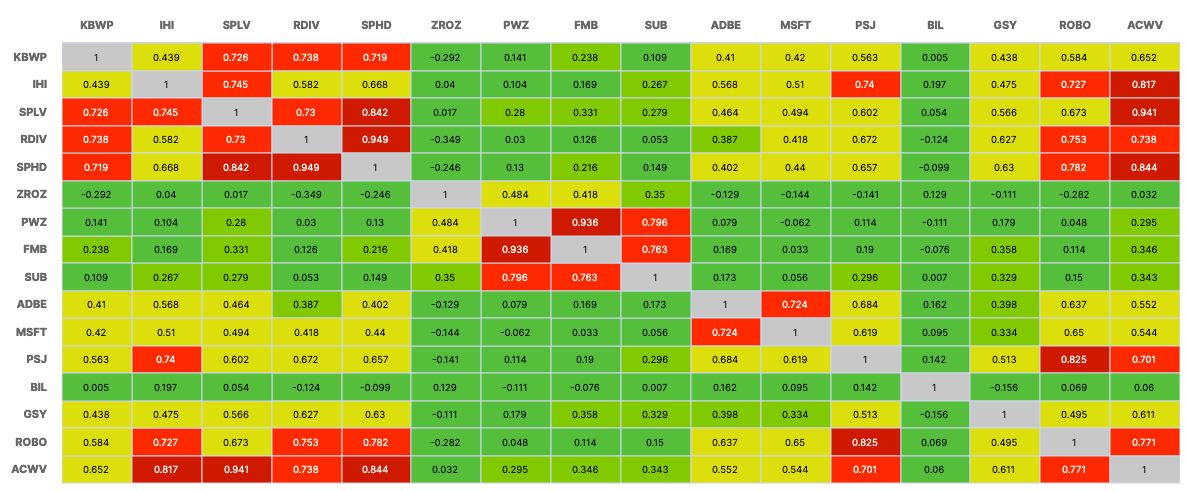 KBWP IHI SPLV RDIV SPHD ZROZ PWZ FMB SUB ADBE MSFT PSJ BIL GSY ROBO ACWV
KBWP 1 0.439 0.726 0.738 0.719 -0.292 0.141 0.238 0.109 0.41 0.42 0.563 0.005 0.438 0.584 0.652
IHI 0.439 1 0.745 0.582 0.668 0.04 0.104 0.169 0.267 0.568 0.51 0.74 0.197 0.475 0.727 0.817
SPLV 0.726 0.745 1 0.73 0.842 0.017 0.28 0.331 0.279 0.464 0.494 0.602 0.054 0.566 0.673 0.941
RDIV 0.738 0.582 0.73 1 0.949 -0.349 0.03 0.126 0.053 0.387 0.418 0.672 -0.124 0.627 0.753 0.738
SPHD 0.719 0.668 0.842 0.949 1 -0.246 0.13 0.216 0.149 0.402 0.44 0.657 -0.099 0.63 0.782 0.844
ZROZ -0.292 0.04 0.017 -0.349 -0.246 1 0.484 0.418 0.35 -0.129 -0.144 -0.141 0.129 -0.111 -0.282 0.032
PWZ 0.141 0.104 0.28 0.03 0.13 0.484 1 0.936 0.796 0.079 -0.062 0.114 -0.111 0.179 0.048 0.295
FMB 0.238 0.169 0.331 0.126 0.216 0.418 0.936 1 0.763 0.169 0.033 0.19 -0.076 0.358 0.114 0.346
SUB 0.109 0.267 0.279 0.053 0.149 0.35 0.796 0.763 1 0.173 0.056 0.296 0.007 0.329 0.15 0.343
ADBE 0.41 0.568 0.464 0.387 0.402 -0.129 0.079 0.169 0.173 1 0.724 0.684 0.162 0.398 0.637 0.552
MSFT 0.42 0.51 0.494 0.418 0.44 -0.144 -0.062 0.033 0.056 0.724 1 0.619 0.095 0.334 0.65 0.544
PSJ 0.563 0.74 0.602 0.672 0.657 -0.141 0.114 0.19 0.296 0.684 0.619 1 0.142 0.513 0.825 0.701
BIL 0.005 0.197 0.054 -0.124 -0.099 0.129 -0.111 -0.076 0.007 0.162 0.095 0.142 1 -0.156 0.069 0.06
GSY 0.438 0.475 0.566 0.627 0.63 -0.111 0.179 0.358 0.329 0.398 0.334 0.513 -0.156 1 0.495 0.611
ROBO 0.584 0.727 0.673 0.753 0.782 -0.282 0.048 0.114 0.15 0.637 0.65 0.825 0.069 0.495 1 0.771
ACWV 0.652 0.817 0.941 0.738 0.844 0.032 0.295 0.346 0.343 0.552 0.544 0.701 0.06 0.611 0.771 1